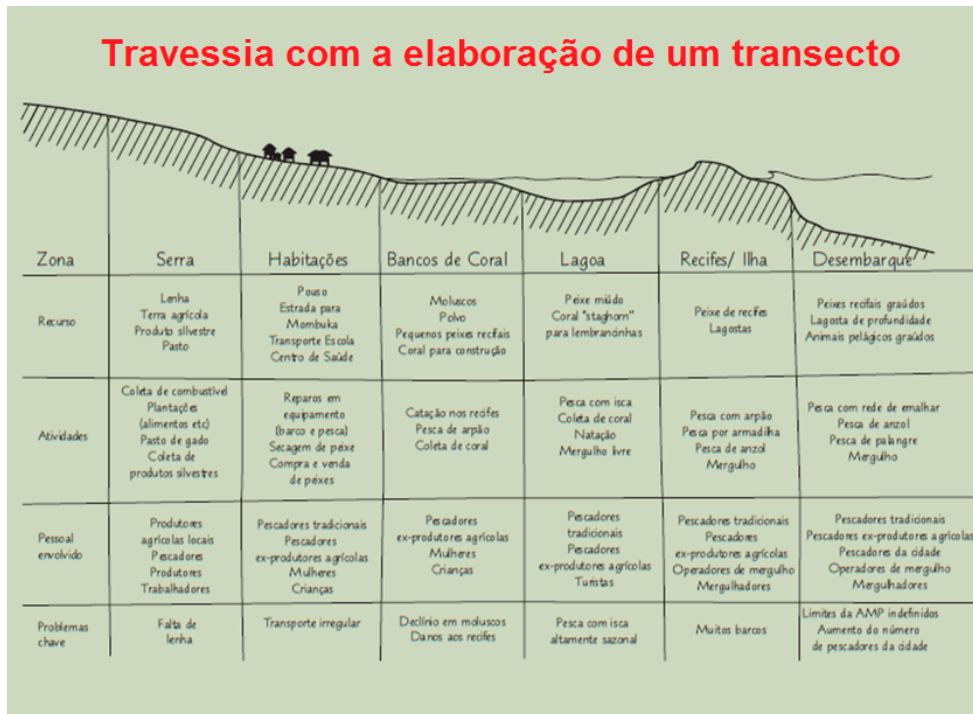 Travessia com a elaboração de um transecto
Zona
Serra
Habitações
Bancos de Coral
Lagoa
Recifes/ Ilha
Desembarque
Recurso
Lenha
Terra agrícola
Produto silvestre
Pasto
Pouso
Estrada para
Mombuka
Transporte Escola
Centro de Saúde
Moluscos
Polvo
Pequenos peixes recifais
Coral para construção
Peixe miúdo
Coral "staghorn"
para lembrancinhas
Peixe de recifes
Lagostas
Peixes recifais graúdos
Lagosta de profundidade
Animais pelágicos graúdos
Atividades
Coleta de combustível
Plantações
(alimentos etc)
Pasto de gado
Coleta de
produtos silvestres
Reparos em
equipamento
(barco e pesca)
Secagem de peixe
Compra e venda
de peixes
Catação nos recifes
Pesca de arpão
Coleta de coral
Pesca com isca
Coleta de coral
Natação
Mergulho livre
Pesca com arpão
Pesca por armadilha
Pesca de anzol
Mergulho
Pesca com rede de emalhar
Pesca de anzol
Pesca de palangre
Mergulho
Pessoal
envolvido
Produtores
agrícolas locais
Pescadores
Produtores
Trabalhadores
Pescadores tradicionais
Pescadores
ex-produtores agrícolas
Mulheres
Crianças
Pescadores
ex-produtores agrícolas
Mulheres
Crianças
Pescadores
tradicionais
Pescadores
ex-produtores agrícolas
Turistas
Pescadores tradicionais
Pescadores
ex-produtores agrícolas
Operadores de mergulho
Mergulhadores
Pescadores tradicionais
Pescadores ex-produtores agrícolas
Pescadores da cidade
Operadores de mergulho
Mergulhadores
Problemas
chave
Falta de
lenha
Transporte irregular
Declínio em moluscos
Danos aos recifes
Pesca com isca
altamente sazonal
Muitos barcos
Limites da AMP indefinidos
Aumento do número
de pescadores da cidade